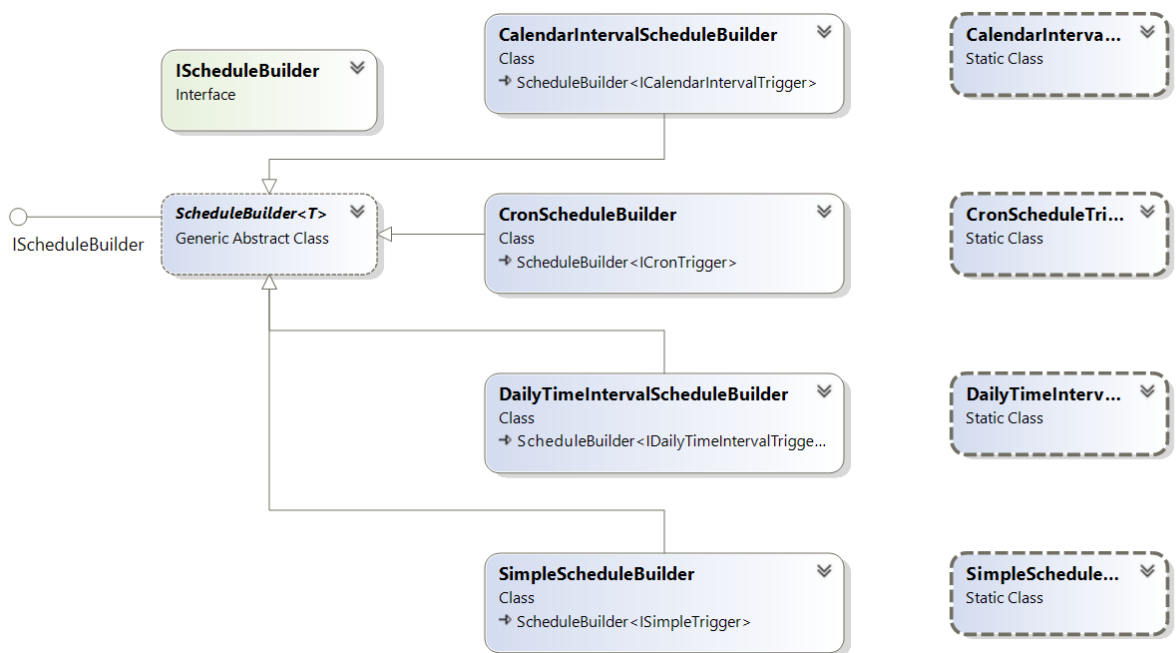 CalendarIntervalScheduleBuilder
Class
ScheduleBuilder<ICalendarIntervalTrigger>
CalendarInterva...
Static Class
IScheduleBuilder
Interface
ScheduleBuilder<T>
Generic Abstract Class
IScheduleBuilder
CronScheduleBuilder
Class
ScheduleBuilder<ICronTrigger>
CronScheduleTri...
Static Class
DailyTimeIntervalScheduleBuilder
Class
ScheduleBuilder<IDailyTimeIntervalTrigge...
DailyTimeInterv...
Static Class
SimpleScheduleBuilder
Class
ScheduleBuilder<ISimpleTrigger>
SimpleSchedule...
Static Class